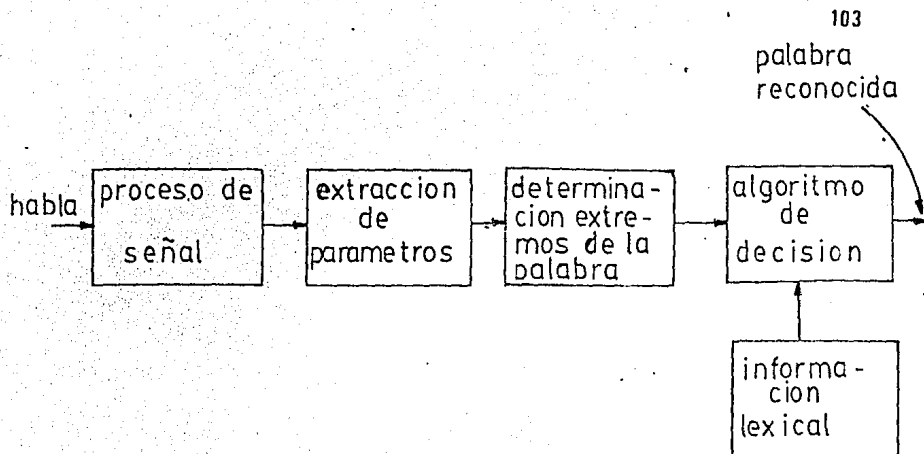 103
palabra
reconocida
habla
proceso de
señal
extraccion
de
parametros
determina-
cion extre-
mos de la
palabra
algoritmo
de
decision
informa-
cion
lexical